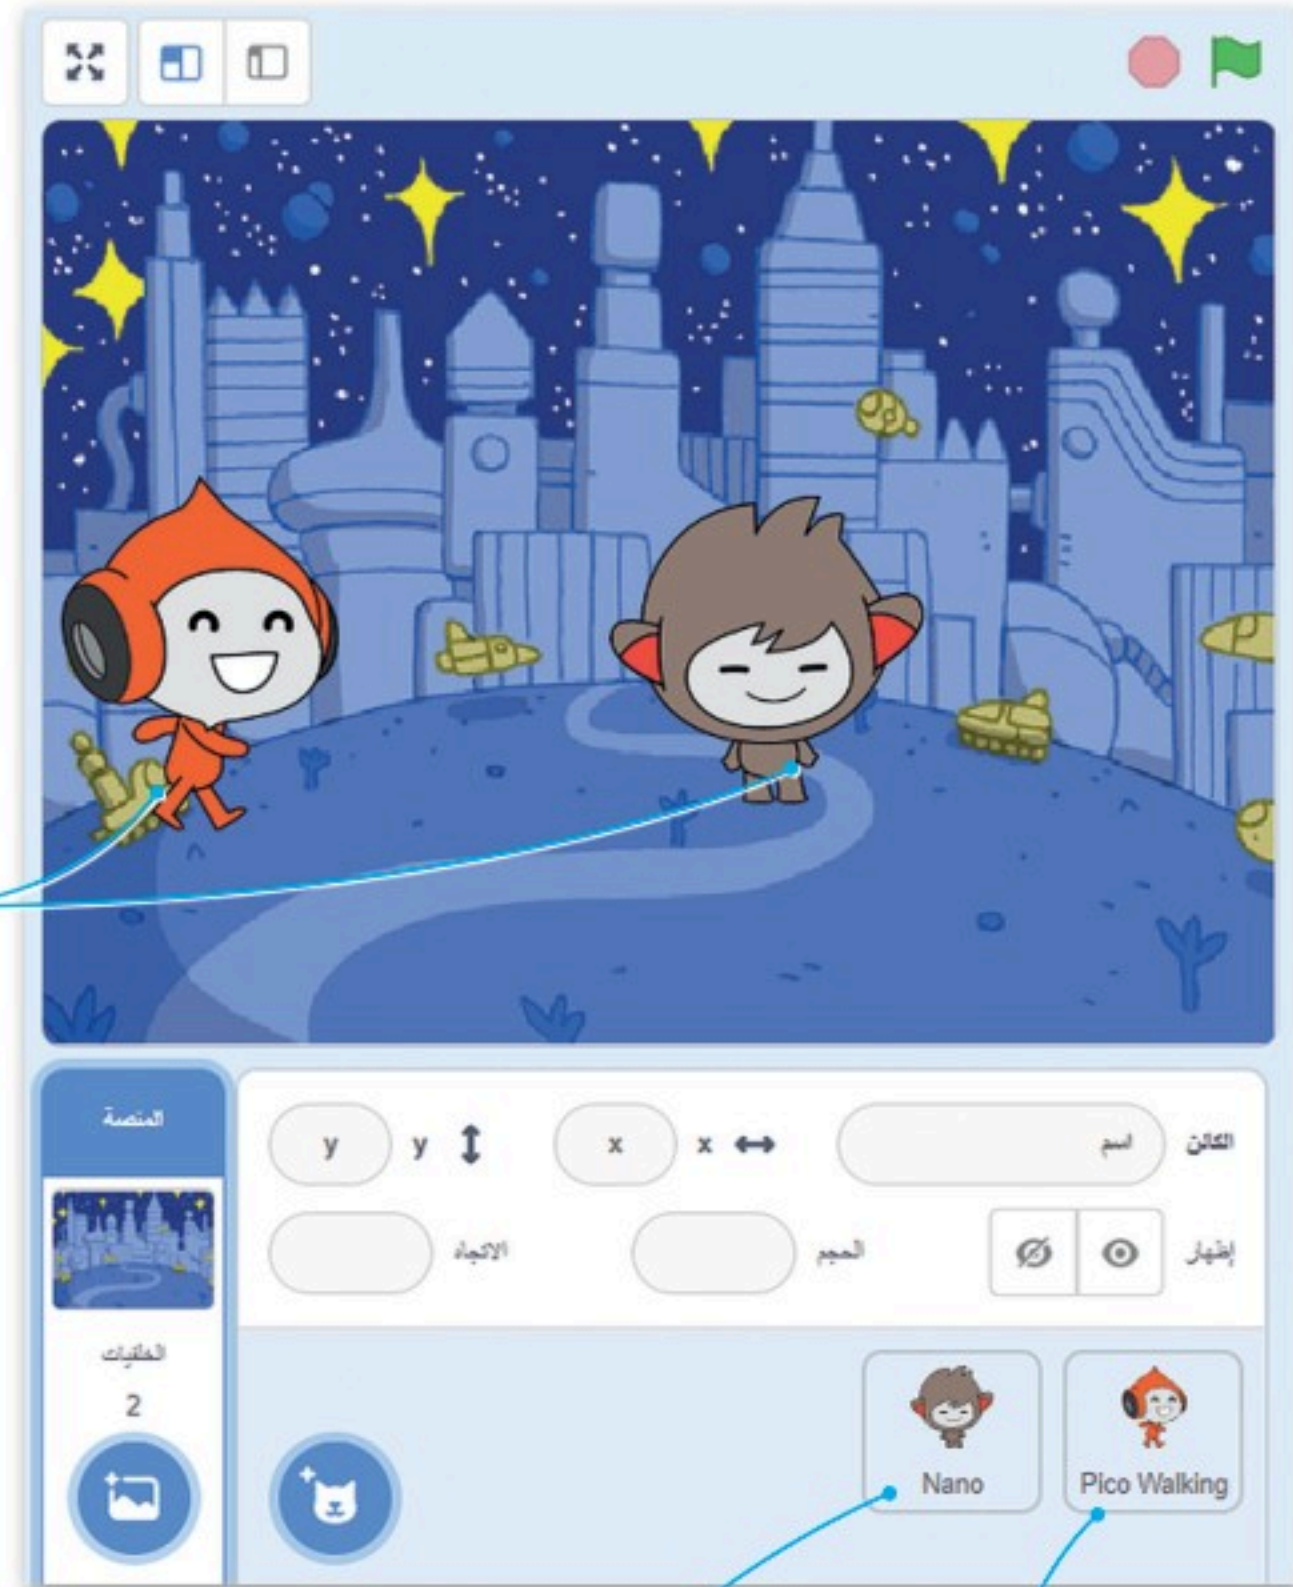 المنصة
الكائن اسم x x y y
إظهار الحجم الاتجاه
الخلفيات
2
Pico Walking
Nano